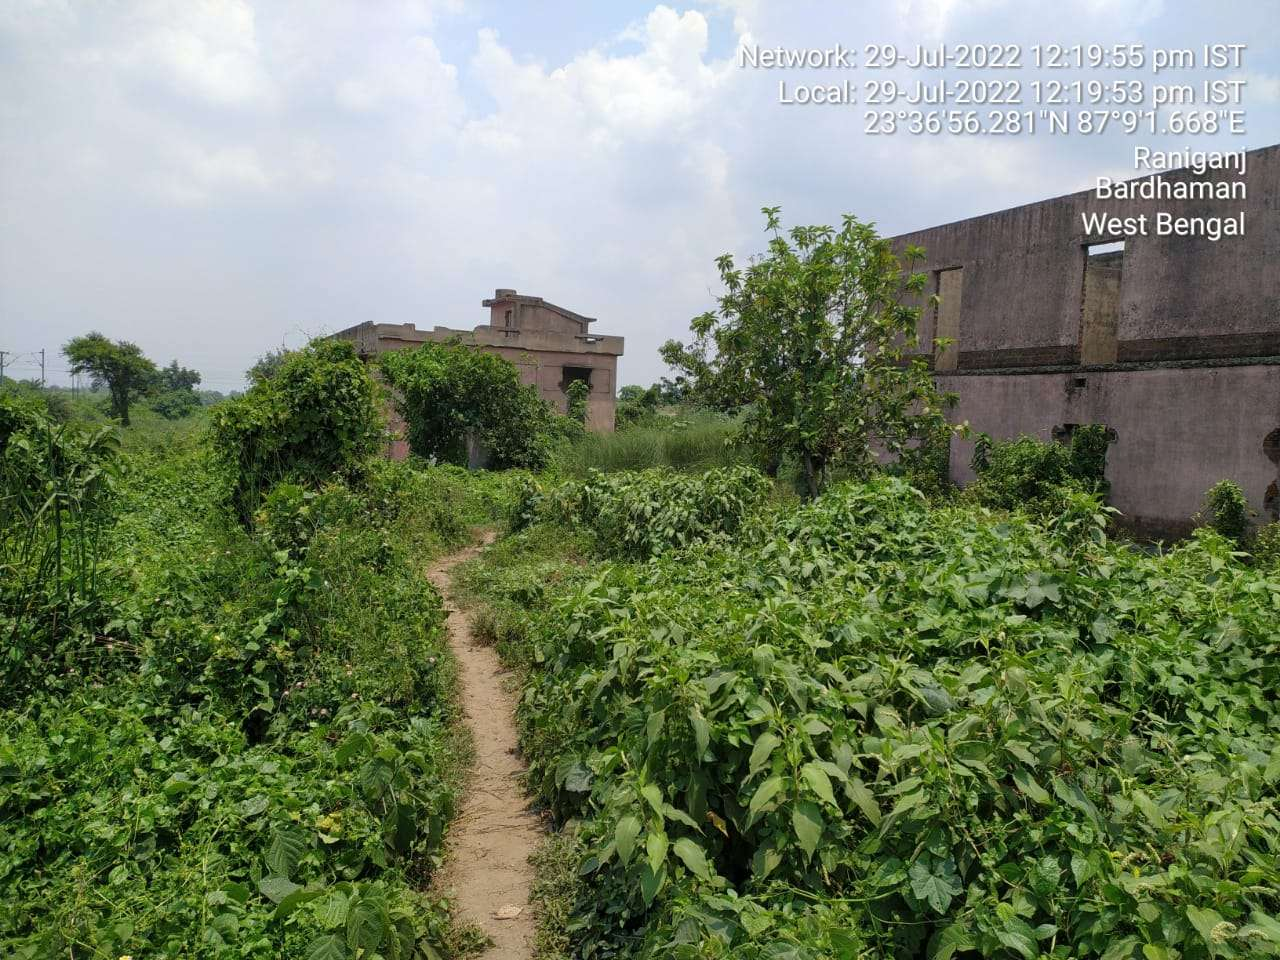 Network: 29-Jul-2022 12:19:55 pm IST
Local: 29-Jul-2022 12:19:53 pm IST
23°36'56.281"N 87°9'1.668"E
Raniganj
Bardhaman
West Bengal